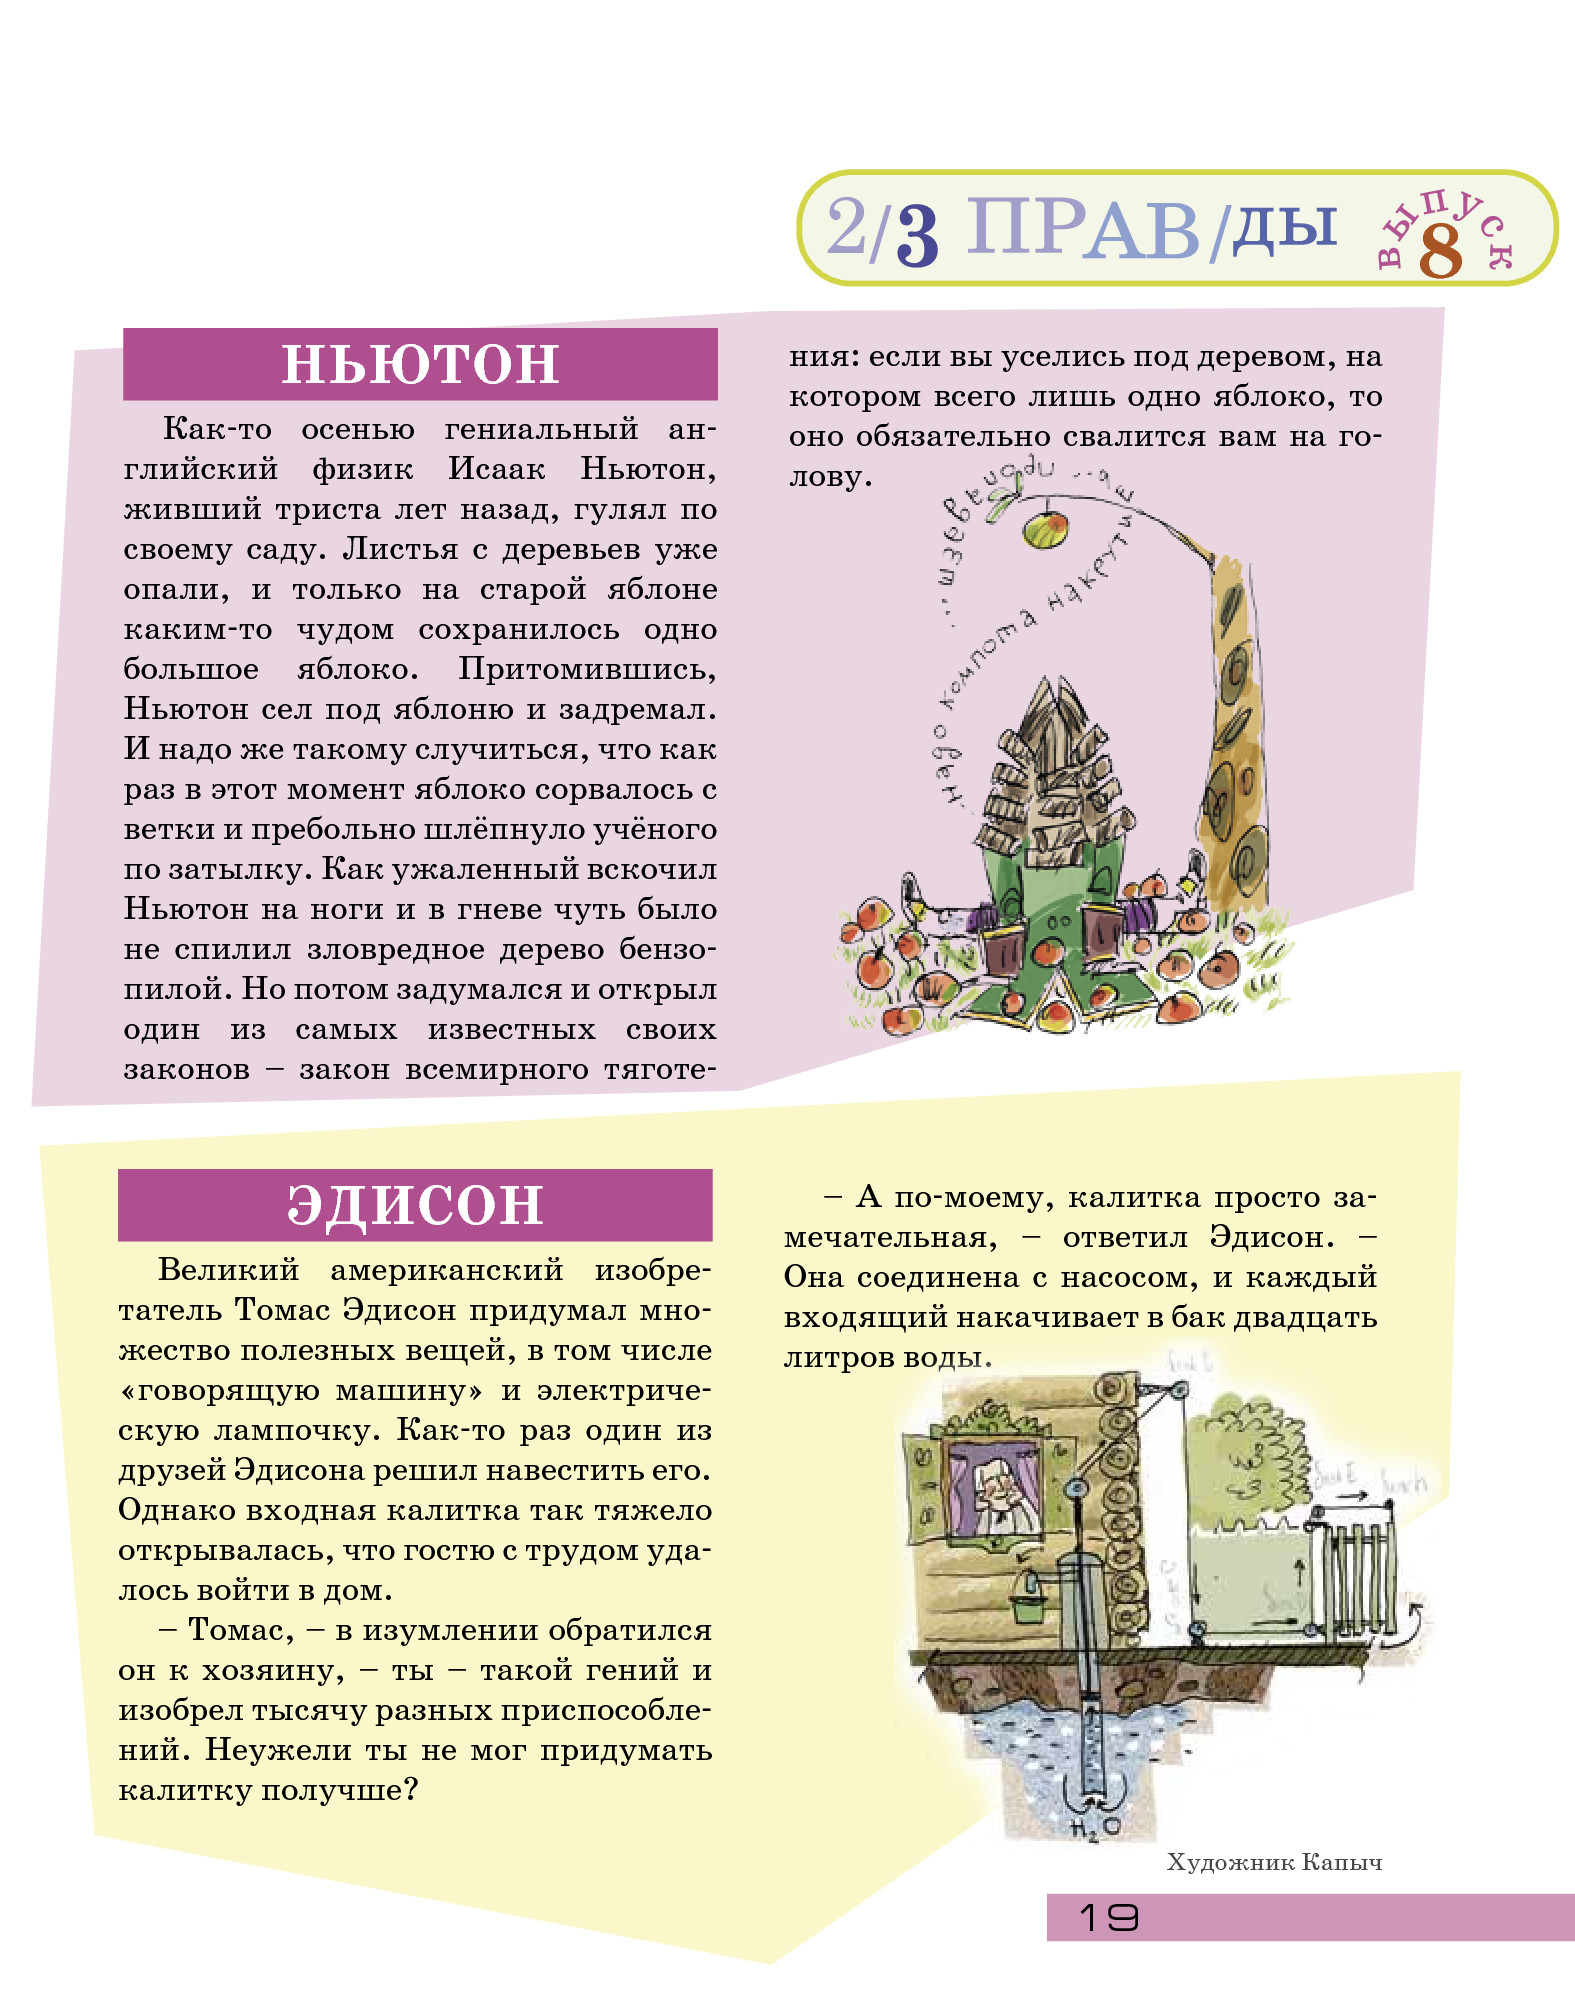 2/3 ПРАВ/ДЫ
выпуск
8
НЬЮТОН
Как-то осенью гениальный ан-
глийский физик Исаак Ньютон,
живший триста лет назад, гулял по
своему саду. Листья с деревьев уже
опали, и только на старой яблоне
каким-то чудом сохранилось одно
большое яблоко. Притомившись,
Ньютон сел под яблоню и задремал.
И надо же такому случиться, что как
раз в этот момент яблоко сорвалось с
ветки и пребольно шлёпнуло учёного
по затылку. Как ужаленный вскочил
Ньютон на ноги и в гневе чуть было
не спилил зловредное дерево бензо-
пилой. Но потом задумался и открыл
один из самых известных своих
законов – закон всемирного тяготе-
ния: если вы уселись под деревом, на
котором всего лишь одно яблоко, то
оно обязательно свалится вам на го-
лову.
надо компота накрутить...
ЭДИСОН
Великий американский изобре-
татель Томас Эдисон придумал мно-
жество полезных вещей, в том числе
«говорящую машину» и электриче-
скую лампочку. Как-то раз один из
друзей Эдисона решил навестить его.
Однако входная калитка так тяжело
открывалась, что гостю с трудом уда-
лось войти в дом.
– Томас, – в изумлении обратился
он к хозяину, – ты – такой гений и
изобрел тысячу разных приспособле-
ний. Неужели ты не мог придумать
калитку получше?
– А по-моему, калитка просто за-
мечательная, – ответил Эдисон. –
Она соединена с насосом, и каждый
входящий накачивает в бак двадцать
литров воды.
H₂O
Художник Капыч
19